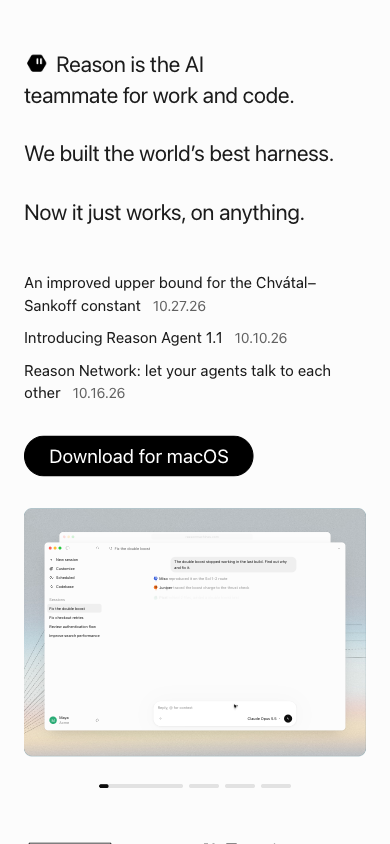 Reason is the AI
teammate for work and code.
We built the world’s best harness.
Now it just works, on anything.
An improved upper bound for the Chvátal–
Sankoff constant 10.27.26
Introducing Reason Agent 1.1 10.10.26
Reason Network: let your agents talk to each
other 10.16.26
Download for macOS
Fix the double boost
New session
Customize
Scheduled
Codebase
Sessions
Fix the double boost
Fix checkout retries
Review authentication flow
Improve search performance
The double boost stopped working in the last build. Find out why
and fix it.
Reply, @ for context
Claude Opus
Maya